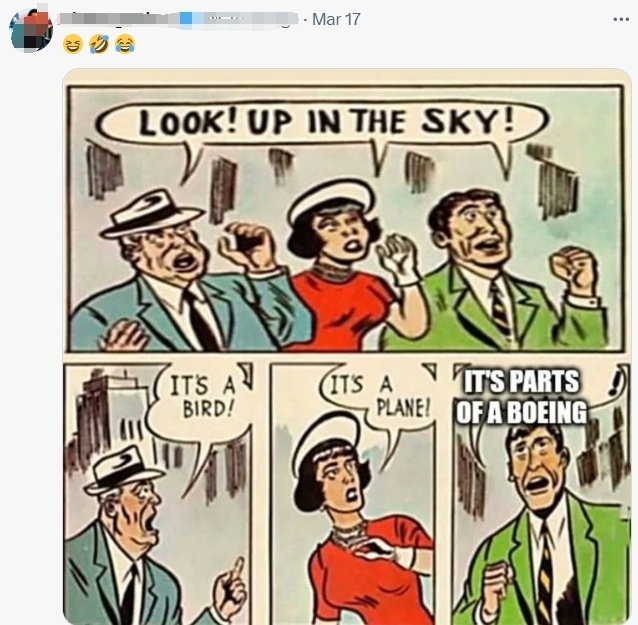 · Mar 17
LOOK! UP IN THE SKY!
IT'S A
BIRD!
IT'S A
PLANE!
IT'S PARTS !
OF A BOEING